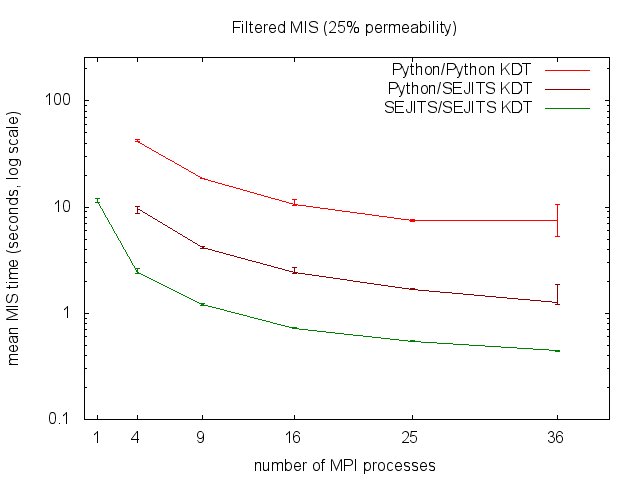 Filtered MIS (25% permeability)
Python/Python KDT
Python/SEJITS KDT
SEJITS/SEJITS KDT
mean MIS time (seconds, log scale)
100
10
1
0.1
1 4 9 16 25 36
number of MPI processes